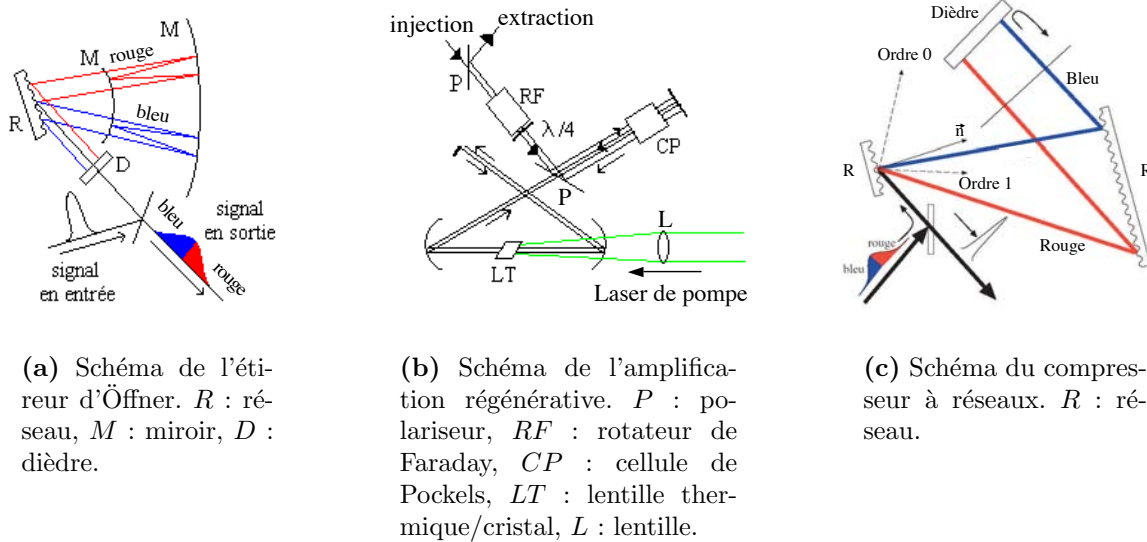 M
M
rouge
R
bleu
D
bleu
signal
en sortie
signal
en entrée
rouge
injection
extraction
P
RF
λ/4
CP
P
L
LT
Laser de pompe
Dièdre
Ordre 0
Bleu
n⃗
R
Ordre 1
R
rouge
bleu
Rouge
(a) Schéma de l'éti-
reur d'Öffner. R : ré-
seau, M : miroir, D :
dièdre.
(b) Schéma de l'amplifica-
tion régénérative. P : po-
lariseur, RF : rotateur de
Faraday, CP : cellule de
Pockels, LT : lentille ther-
mique/cristal, L : lentille.
(c) Schéma du compres-
seur à réseaux. R : ré-
seau.